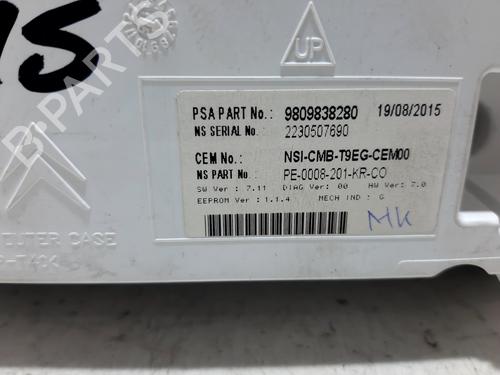 NS
UP
PSA PART No.: 9809838280 19/08/2015
NS SERIAL No.: 2230507690
CEM No.: NSI-CMB-T9EG-CEM00
NS PART No.: PE-0008-201-KR-CO
SW Ver : 7.11 DIAG Ver: 00 HW Ver: 7.0
EEPROM Ver : 1.1.4 MECH IND : G
MK
OUTER CASE
B-PARTS